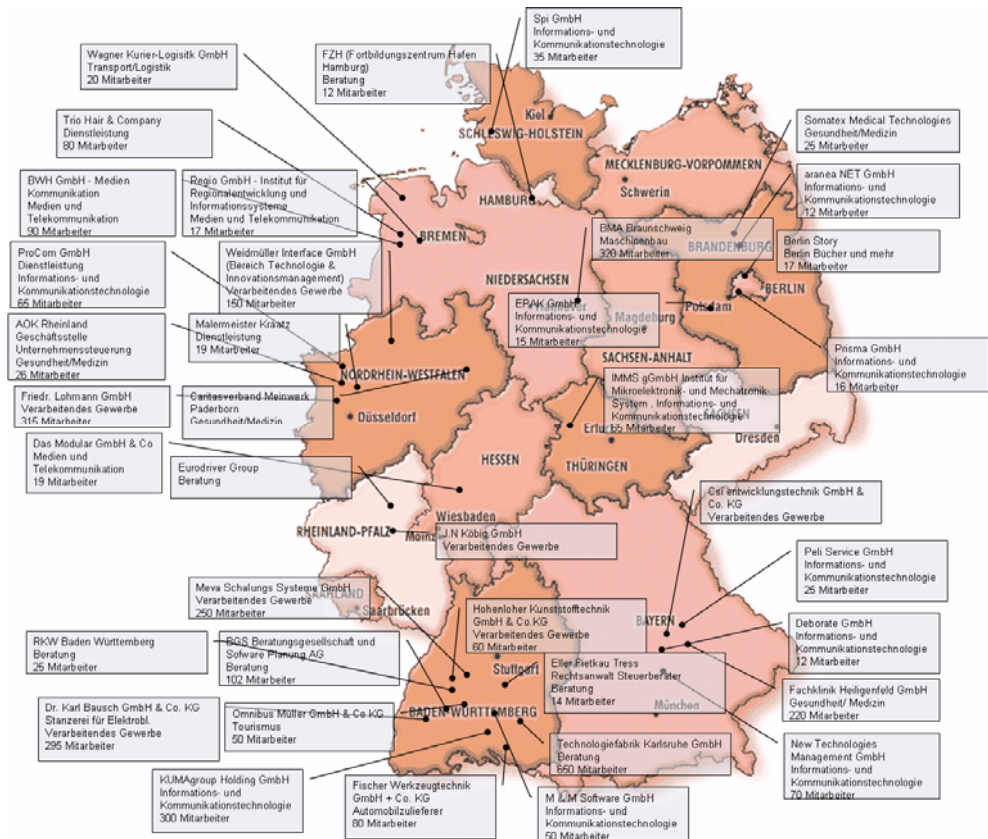 Spi GmbH
Informations- und
Kommunikationstechnologie
35 Mitarbeiter
Wagner Kurier-Logisitk GmbH
Transport/Logistik
20 Mitarbeiter
FZH (Fortbildungszentrum Hafen
Hamburg)
Beratung
12 Mitarbeiter
Trio Hair & Company
Dienstleistung
80 Mitarbeiter
Somatex Medical Technologies
Gesundheit/Medizin
25 Mitarbeiter
BWH GmbH - Medien
Kommunikation
Medien und
Telekommunikation
90 Mitarbeiter
Regio GmbH - Institut für
Regionalentwicklung und
Informationssysteme
Medien und Telekommunikation
17 Mitarbeiter
aranea NET GmbH
Informations- und
Kommunikationstechnologie
12 Mitarbeiter
BMA Braunschweig
Maschinenbau
320 Mitarbeiter
Berlin Story
Berlin Bücher und mehr
17 Mitarbeiter
ProCom GmbH
Dienstleistung
Informations- und
Kommunikationstechnologie
65 Mitarbeiter
Weidmüller Interface GmbH
(Bereich Technologie &
Innovationsmanagement)
Verarbeitendes Gewerbe
150 Mitarbeiter
EPAK GmbH
Informations- und
Kommunikationstechnologie
15 Mitarbeiter
AOK Rheinland
Geschäftsstelle
Unternehmenssteuerung
Gesundheit/Medizin
26 Mitarbeiter
Malermeister Kraatz
Dienstleistung
19 Mitarbeiter
Prisma GmbH
Informations- und
Kommunikationstechnologie
16 Mitarbeiter
Friedr. Lohmann GmbH
Verarbeitendes Gewerbe
315 Mitarbeiter
Caritasverband Meinwerk
Paderborn
Gesundheit/Medizin
IMMS gGmbH Institut für
Mikroelektronik- und Mechatronik-
System . Informations- und
Kommunikationstechnologie
65 Mitarbeiter
Das Modular GmbH & Co
Medien und
Telekommunikation
19 Mitarbeiter
Eurodriver Group
Beratung
Csi entwicklungstechnik GmbH &
Co. KG
Verarbeitendes Gewerbe
J.N Köbig GmbH
Verarbeitendes Gewerbe
Peli Service GmbH
Informations- und
Kommunikationstechnologie
25 Mitarbeiter
Meva Schalungs Systeme GmbH
Verarbeitendes Gewerbe
250 Mitarbeiter
Hohenloher Kunststofftechnik
GmbH & Co.KG
Verarbeitendes Gewerbe
60 Mitarbeiter
Deborate GmbH
Informations- und
Kommunikationstechnologie
12 Mitarbeiter
RKW Baden Württemberg
Beratung
25 Mitarbeiter
BGS Beratungsgesellschaft und
Sofware Planung AG
Beratung
102 Mitarbeiter
Eller Pietkau Tress
Rechtsanwalt Steuerberater
Beratung
14 Mitarbeiter
Fachklinik Heiligenfeld GmbH
Gesundheit/ Medizin
220 Mitarbeiter
Dr. Karl Bausch GmbH & Co. KG
Stanzerei für Elektrobl.
Verarbeitendes Gewerbe
295 Mitarbeiter
Omnibus Müller GmbH & Co KG
Tourismus
50 Mitarbeiter
Technologiefabrik Karlsruhe GmbH
Beratung
650 Mitarbeiter
New Technologies
Management GmbH
Informations- und
Kommunikationstechnologie
70 Mitarbeiter
KUMAgroup Holding GmbH
Informations- und
Kommunikationstechnologie
300 Mitarbeiter
Fischer Werkzeugtechnik
GmbH + Co. KG
Automobilzulieferer
80 Mitarbeiter
M & M Software GmbH
Informations- und
Kommunikationstechnologie
50 Mitarbeiter
Kiel
SCHLESWIG-HOLSTEIN
MECKLENBURG-VORPOMMERN
Schwerin
HAMBURG
BREMEN
BRANDENBURG
NIEDERSACHSEN
Hannover
BERLIN
Potsdam
Magdeburg
SACHSEN-ANHALT
NORDRHEIN-WESTFALEN
Düsseldorf
SACHSEN
Dresden
Erfurt
THÜRINGEN
HESSEN
Wiesbaden
Mainz
RHEINLAND-PFALZ
SAARLAND
Saarbrücken
BAYERN
Stuttgart
BADEN-WÜRTTEMBERG
München